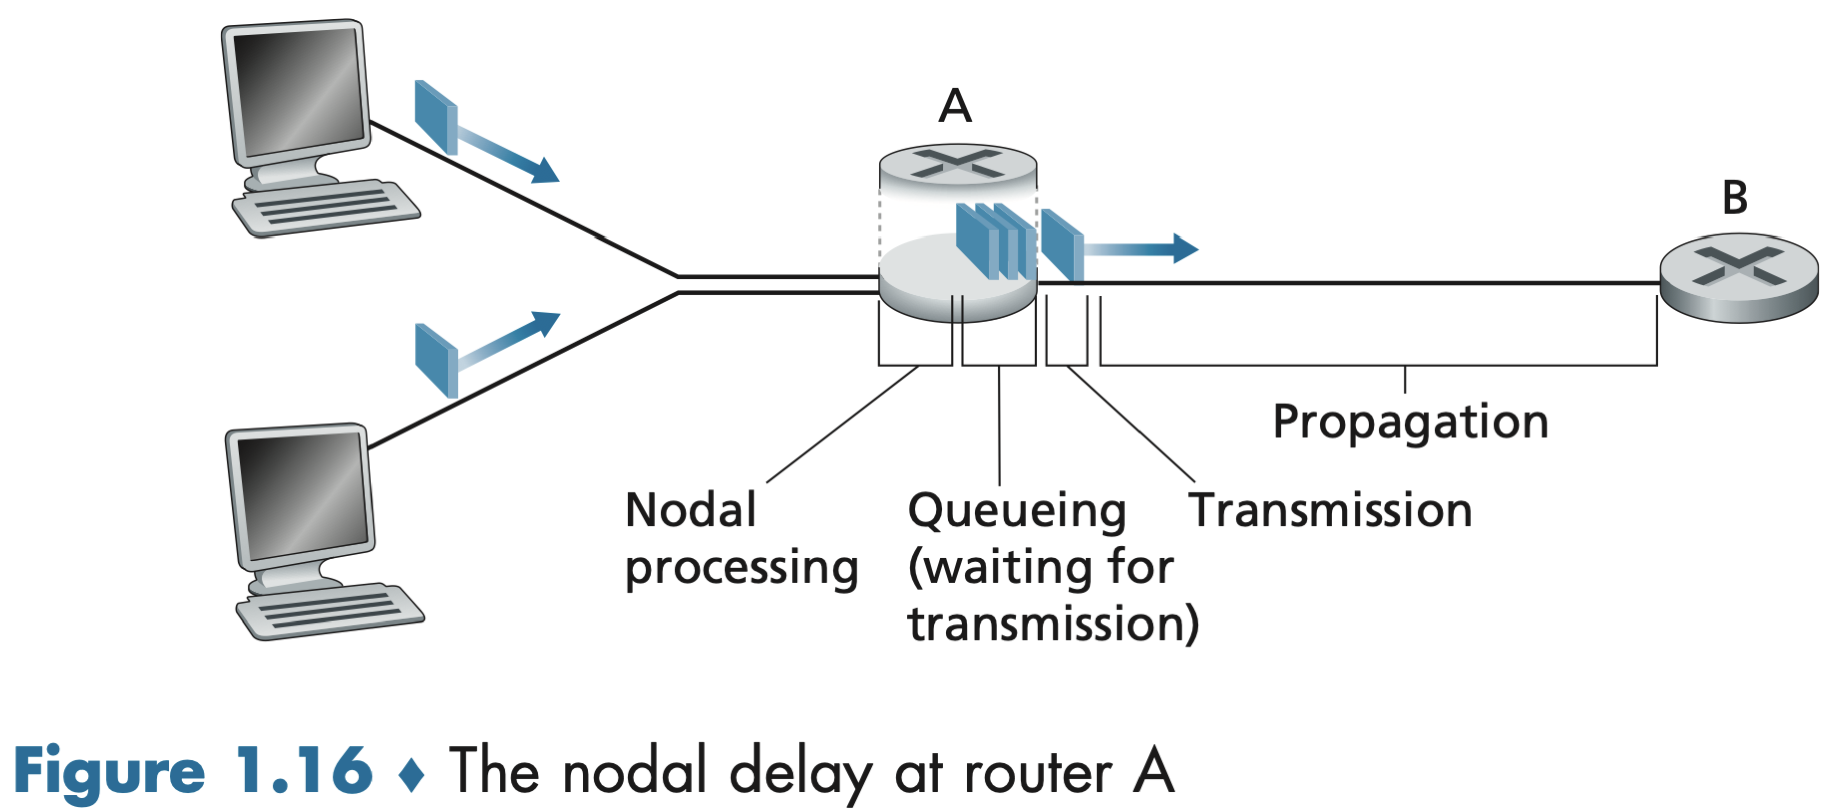 A
B
Propagation
Nodal
processing
Queueing
(waiting for
transmission)
Transmission
Figure 1.16 ♦ The nodal delay at router A